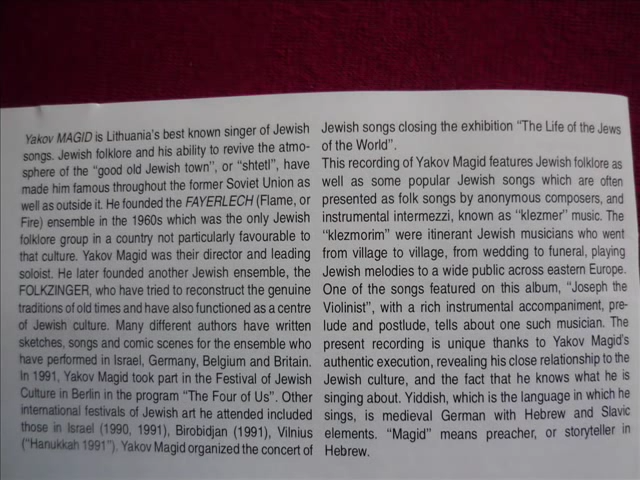 Yakov MAGID is Lithuania's best known singer of Jewish
songs. Jewish folklore and his ability to revive the atmo-
sphere of the "good old Jewish town", or "shtetl", have
made him famous throughout the former Soviet Union as
well as outside it. He founded the FAYERLECH (Flame, or
Fire) ensemble in the 1960s which was the only Jewish
folklore group in a country not particularly favourable to
that culture. Yakov Magid was their director and leading
soloist. He later founded another Jewish ensemble, the
FOLKZINGER, who have tried to reconstruct the genuine
traditions of old times and have also functioned as a centre
of Jewish culture. Many different authors have written
sketches, songs and comic scenes for the ensemble who
have performed in Israel, Germany, Belgium and Britain.
In 1991, Yakov Magid took part in the Festival of Jewish
Culture in Berlin in the program "The Four of Us". Other
international festivals of Jewish art he attended included
those in Israel (1990, 1991), Birobidjan (1991), Vilnius
("Hanukkah 1991"). Yakov Magid organized the concert of
Jewish songs closing the exhibition "The Life of the Jews
of the World".
This recording of Yakov Magid features Jewish folklore as
well as some popular Jewish songs which are often
presented as folk songs by anonymous composers, and
instrumental intermezzi, known as "klezmer" music. The
"klezmorim" were itinerant Jewish musicians who went
from village to village, from wedding to funeral, playing
Jewish melodies to a wide public across eastern Europe.
One of the songs featured on this album, "Joseph the
Violinist", with a rich instrumental accompaniment, pre-
lude and postlude, tells about one such musician. The
present recording is unique thanks to Yakov Magid's
authentic execution, revealing his close relationship to the
Jewish culture, and the fact that he knows what he is
singing about. Yiddish, which is the language in which he
sings, is medieval German with Hebrew and Slavic
elements. "Magid" means preacher, or storyteller in
Hebrew.